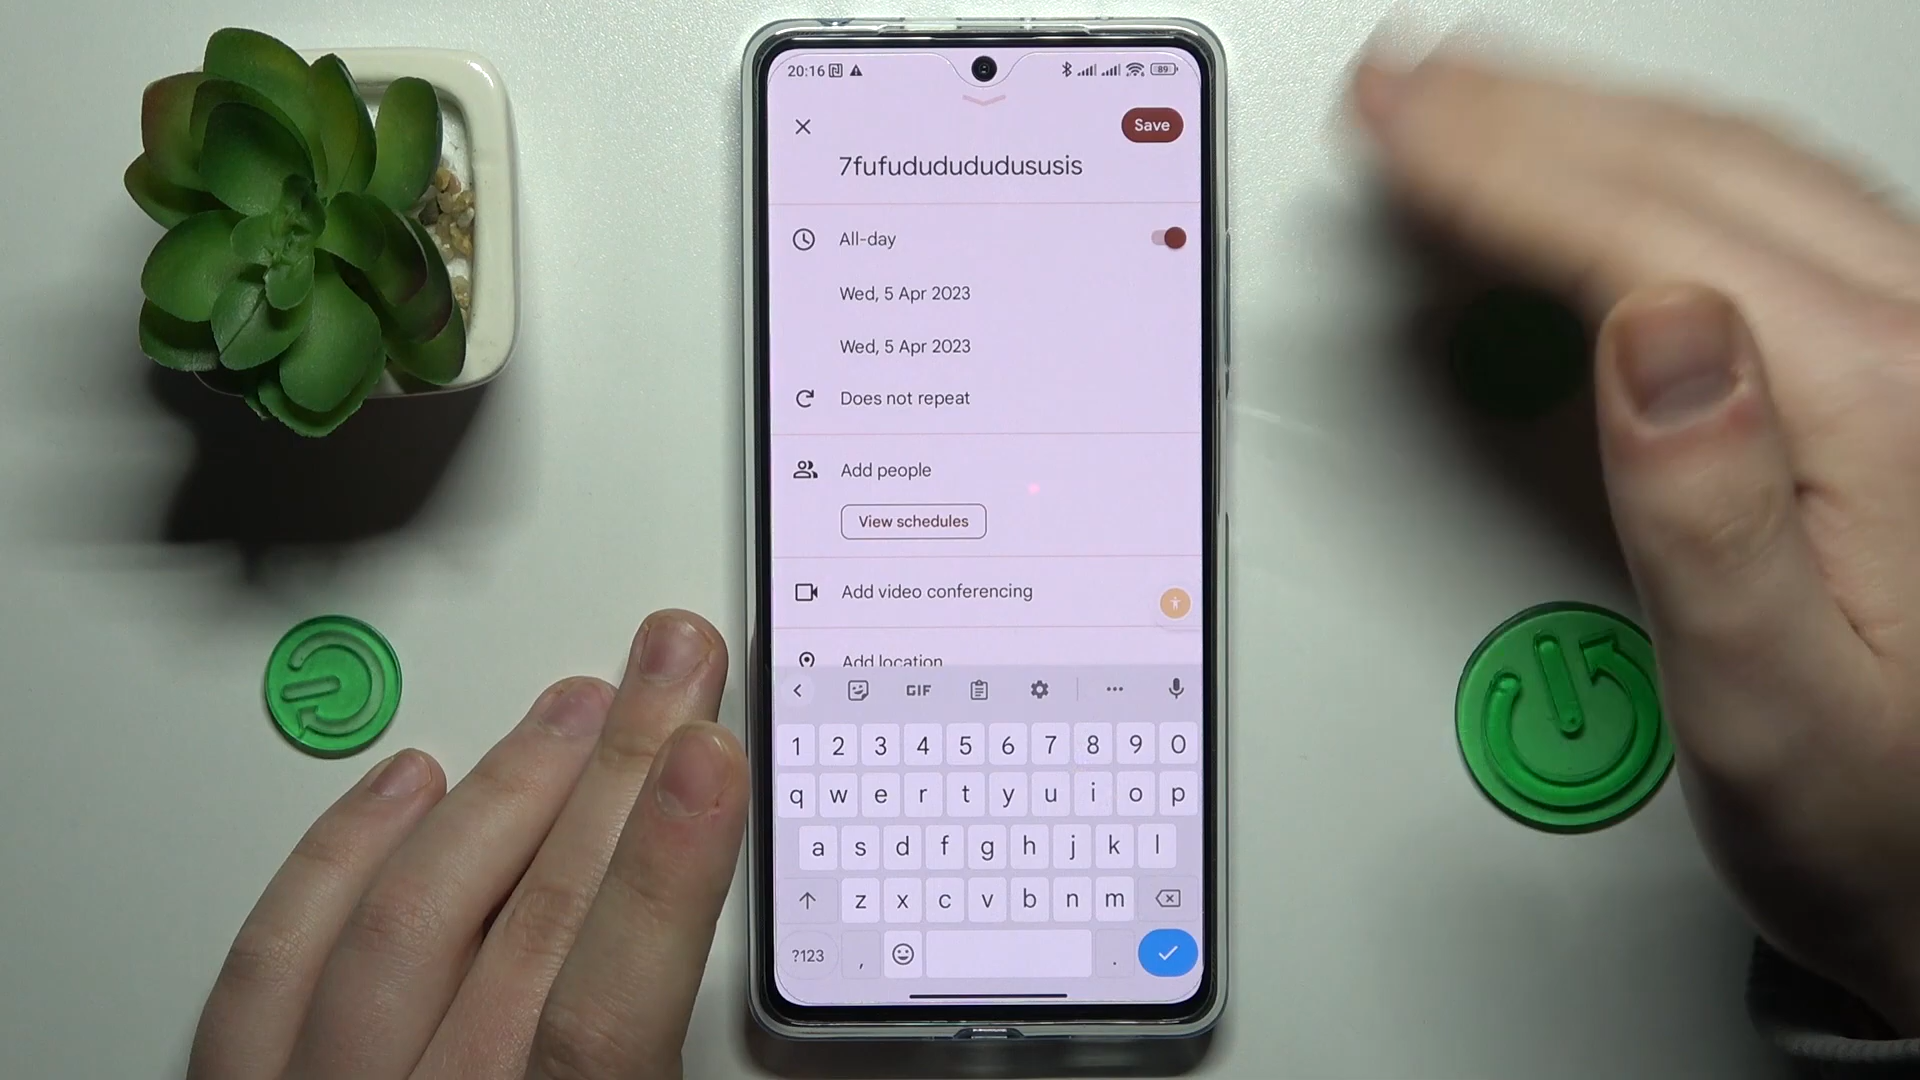 20:16 89
Save
7fufududududususis
All-day
Wed, 5 Apr 2023
Wed, 5 Apr 2023
Does not repeat
Add people
View schedules
Add video conferencing
Add location
GIF
1 2 3 4 5 6 7 8 9 0
q w e r t y u i o p
a s d f g h j k l
z x c v b n m
?123 , .